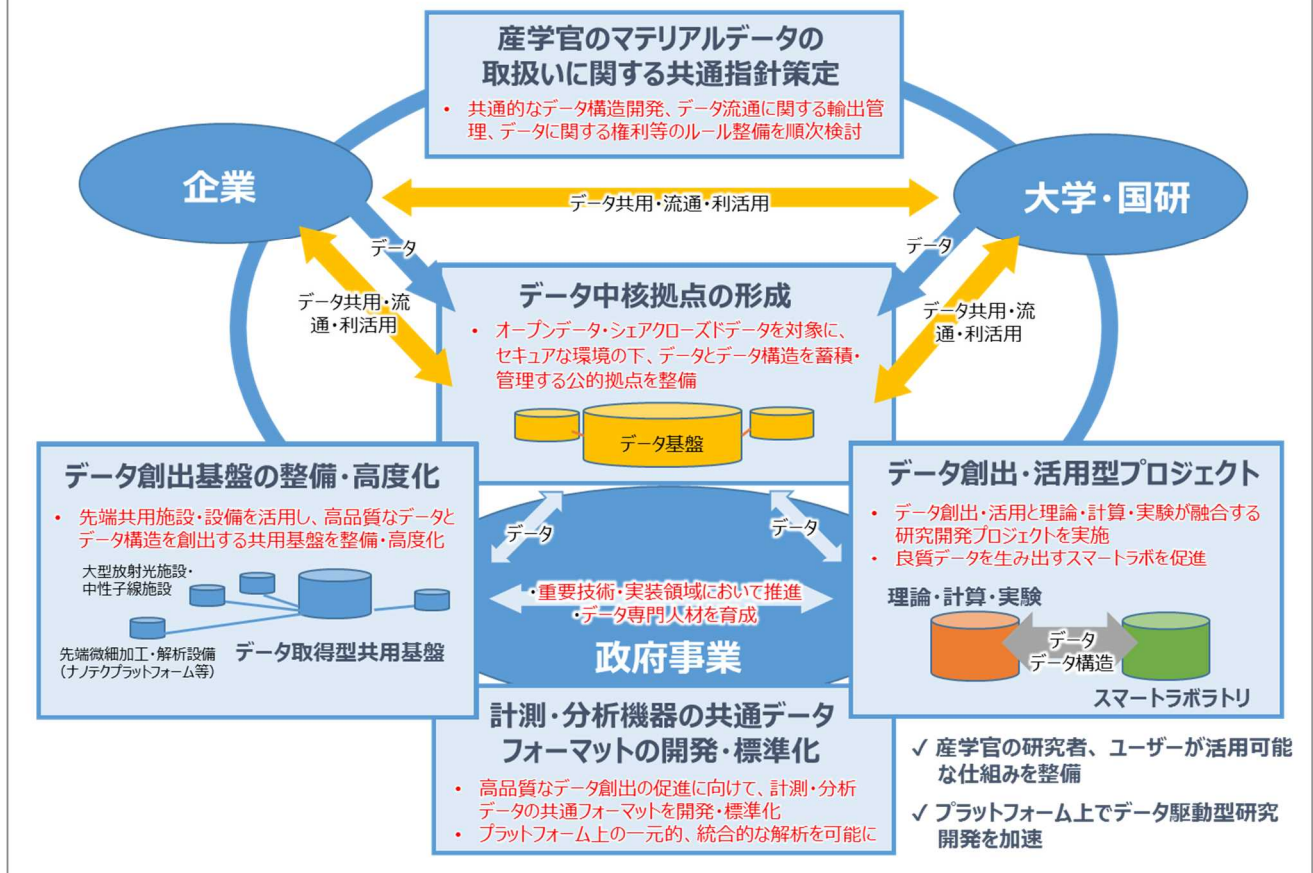 産学官のマテリアルデータの
取扱いに関する共通指針策定
• 共通的なデータ構造開発、データ流通に関する輸出管
理、データに関する権利等のルール整備を順次検討
企業
大学・国研
データ共用・流通・利活用
データ
データ
データ共用・流
通・利活用
データ共用・流
通・利活用
データ中核拠点の形成
• オープンデータ・シェアクローズドデータを対象に、
セキュアな環境の下、データとデータ構造を蓄積・
管理する公的拠点を整備
データ基盤
データ創出基盤の整備・高度化
• 先端共用施設・設備を活用し、高品質なデータと
データ構造を創出する共用基盤を整備・高度化
大型放射光施設・
中性子線施設
先端微細加工・解析設備
(ナノテクプラットフォーム等)
データ取得型共用基盤
データ
データ
・重要技術・実装領域において推進
・データ専門人材を育成
政府事業
データ創出・活用型プロジェクト
• データ創出・活用と理論・計算・実験が融合する
研究開発プロジェクトを実施
• 良質データを生み出すスマートラボを促進
理論・計算・実験
データ
データ構造
スマートラボラトリ
計測・分析機器の共通データ
フォーマットの開発・標準化
• 高品質なデータ創出の促進に向けて、計測・分析
データの共通フォーマットを開発・標準化
• プラットフォーム上の一元的、統合的な解析を可能に
✓ 産学官の研究者、ユーザーが活用可能
な仕組みを整備
✓ プラットフォーム上でデータ駆動型研究
開発を加速